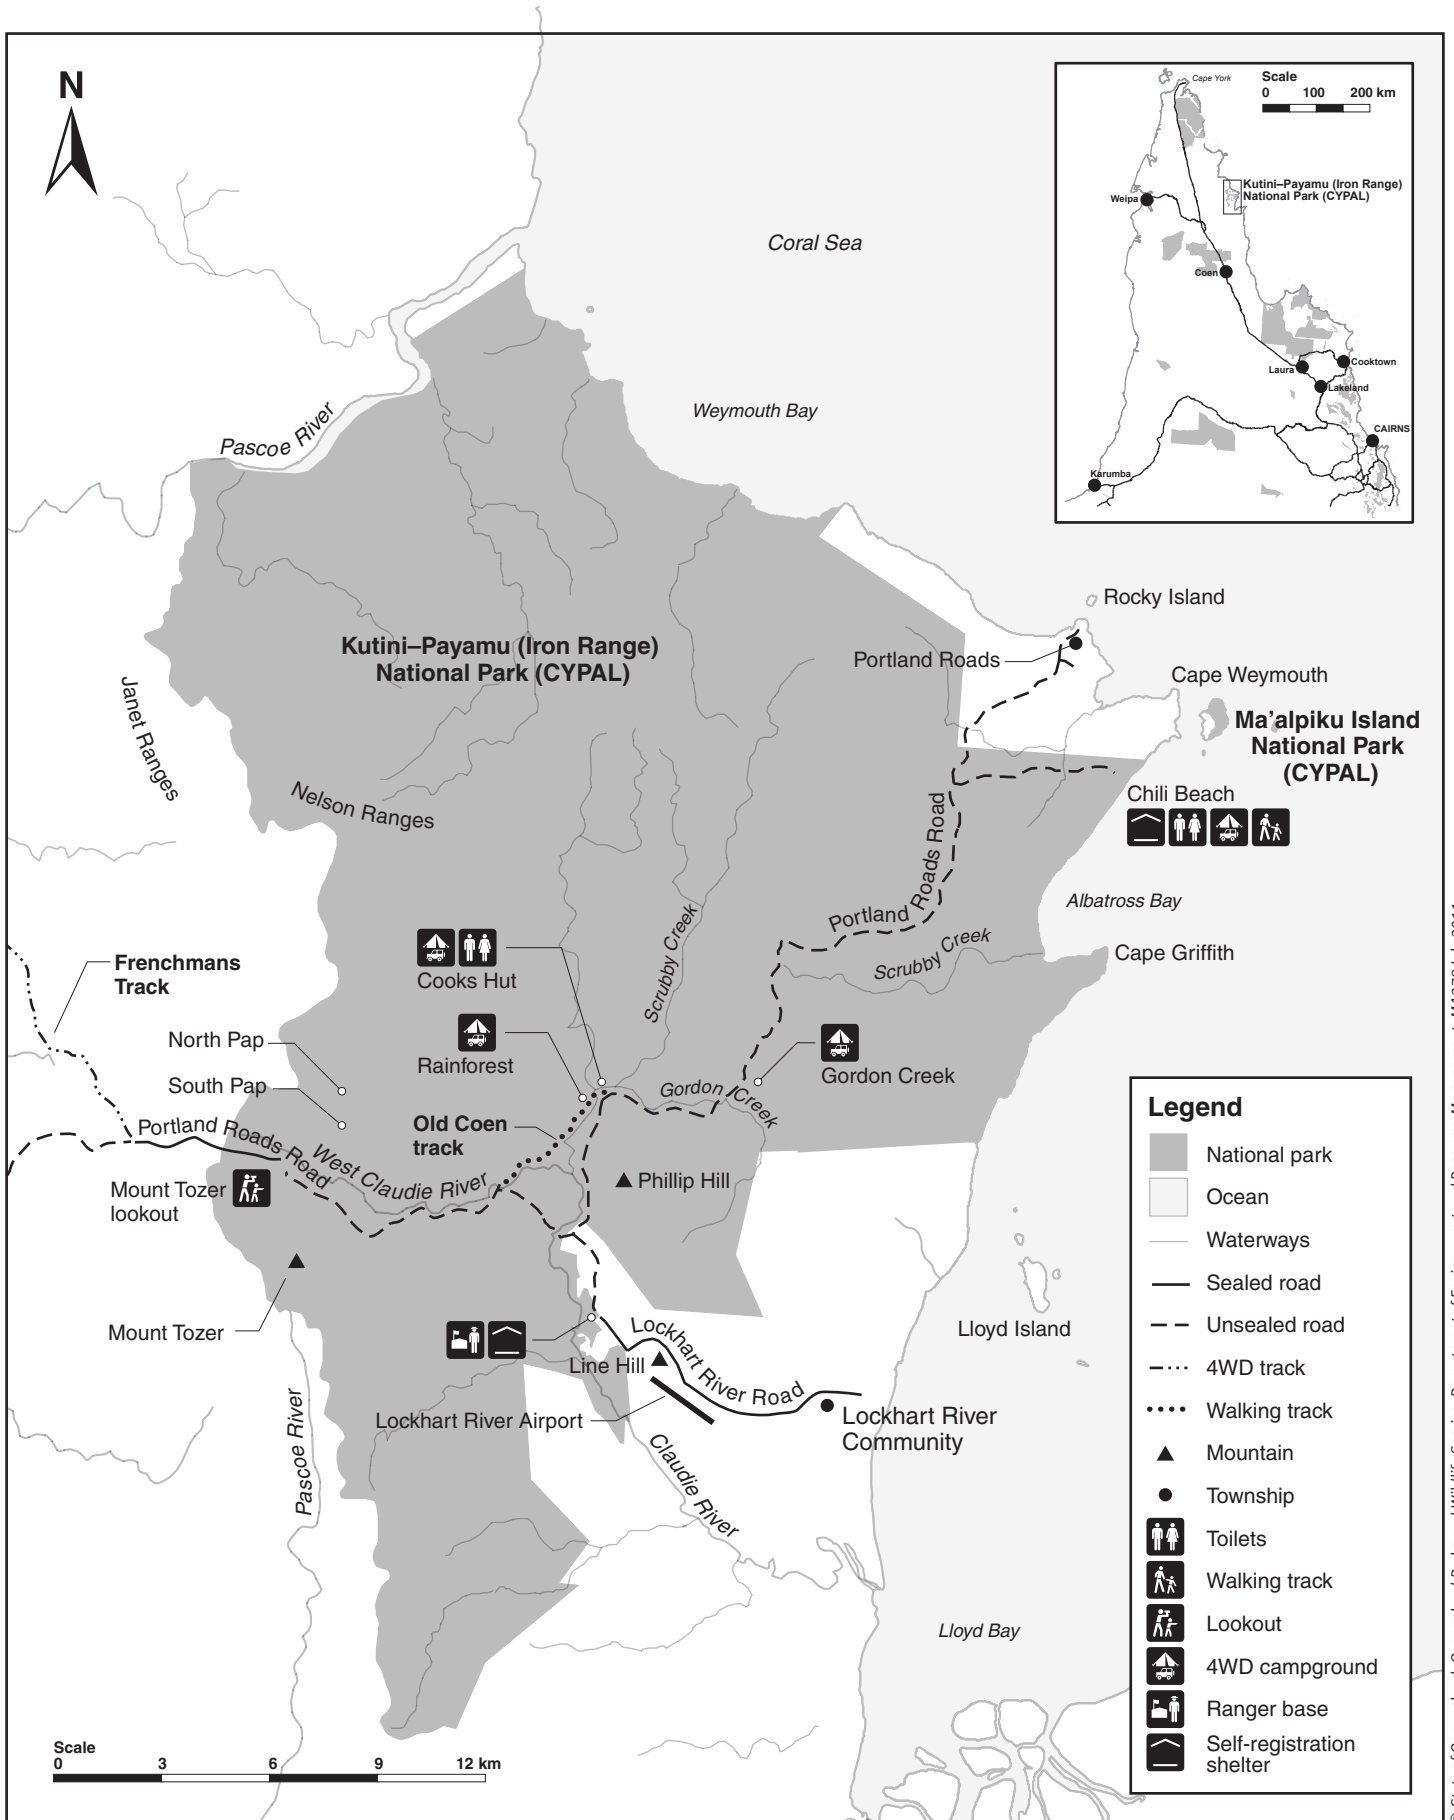 N
Cape York
Scale
0 100 200 km
Kutini–Payamu (Iron Range)
National Park (CYPAL)
Weipa
Coen
Laura
Cooktown
Lakeland
CAIRNS
Karumba
Coral Sea
Weymouth Bay
Pascoe River
Rocky Island
Portland Roads
Cape Weymouth
Kutini–Payamu (Iron Range)
National Park (CYPAL)
Ma'alpiku Island
National Park
(CYPAL)
Janet Ranges
Nelson Ranges
Chili Beach
Portland Roads Road
Albatross Bay
Scrubby Creek
Scrubby Creek
Cape Griffith
Frenchmans
Track
Cooks Hut
North Pap
Rainforest
South Pap
Gordon Creek
Gordon Creek
Old Coen
track
Portland Roads Road
West Claudie River
Phillip Hill
Mount Tozer
lookout
Mount Tozer
Lockhart River Road
Line Hill
Lloyd Island
Lockhart River Airport
Lockhart River
Community
Pascoe River
Claudie River
Lloyd Bay
Legend
National park
Ocean
Waterways
Sealed road
Unsealed road
4WD track
Walking track
Mountain
Township
Toilets
Walking track
Lookout
4WD campground
Ranger base
Self-registration
shelter
Scale
0 3 6 9 12 km